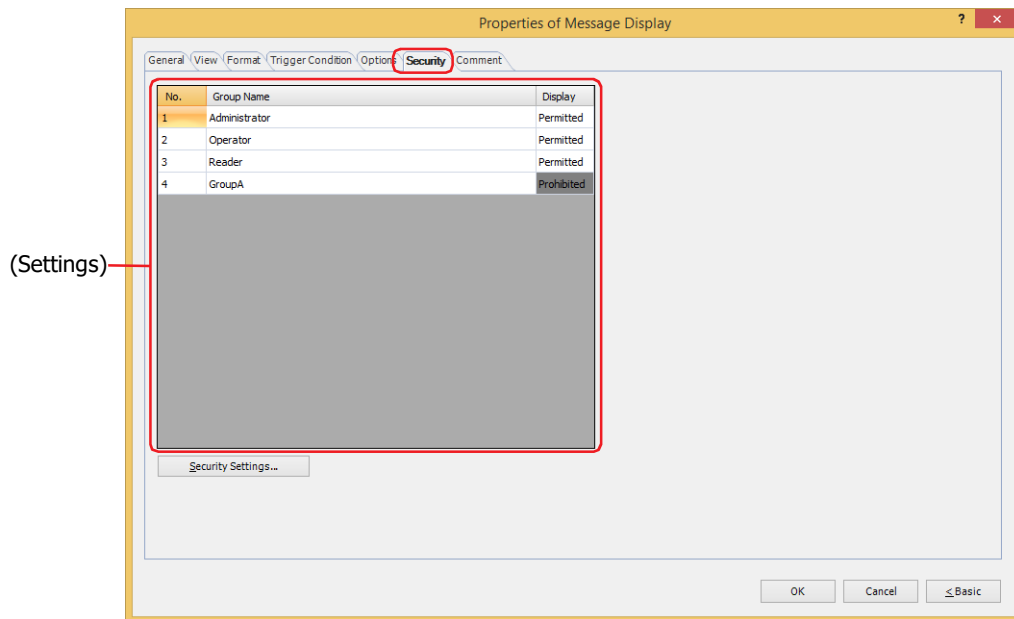 Properties of Message Display ? ×
General View Format Trigger Condition Options Security Comment
No. Group Name Display
1 Administrator Permitted
2 Operator Permitted
3 Reader Permitted
4 GroupA Prohibited
(Settings)
Security Settings...
OK Cancel < Basic